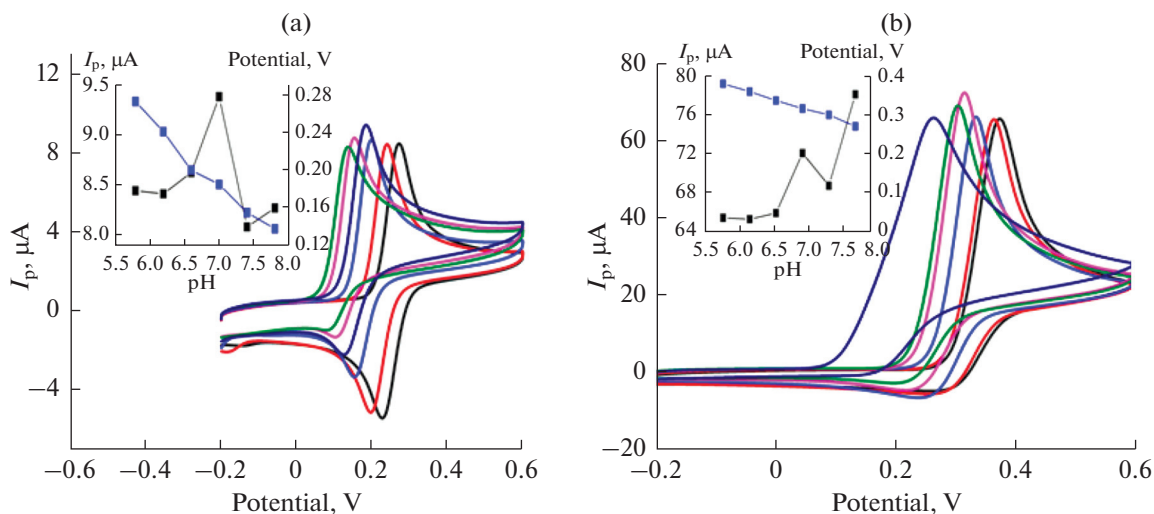 (a)
I_p, μA
Potential, V
12
9.5
0.28
9.0
0.24
8
8.5
0.20
0.16
8.0
0.12
5.5 6.0 6.5 7.0 7.5 8.0
pH
4
0
−4
I_p, μA
−0.6 −0.4 −0.2 0 0.2 0.4 0.6
Potential, V
(b)
I_p, μA
Potential, V
80
80
0.4
76
0.3
60
72
0.2
68
0.1
64
0
5.5 6.0 6.5 7.0 7.5 8.0
pH
40
20
0
−20
I_p, μA
−0.2 0 0.2 0.4 0.6
Potential, V